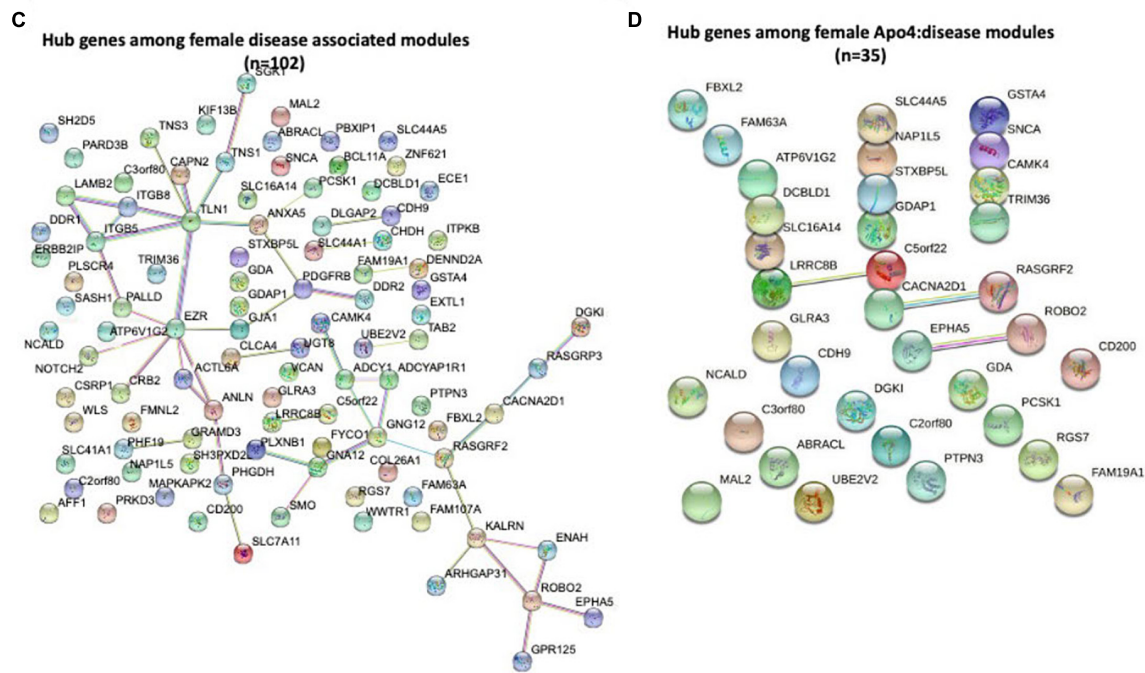 C
Hub genes among female disease associated modules
(n=102)
SGK1
KIF13B
MAL2
SH2D5
TNS3
ABRACL
PBXIP1
SLC44A5
PARD3B
CAPN2
TNS1
SNCA
BCL11A
ZNF621
C3orf80
LAMB2
ITGB8
SLC16A14
PCSK1
DCBLD1
ECE1
TLN1
ANXA5
DLGAP2
CDH9
DDR1
ITGB5
ITPKB
ERBB2IP
STXBP5L
SLC44A1
CHDH
PLSCR4
TRIM36
GDA
FAM19A1
DENND2A
PDGFRB
GSTA4
SASH1
PALLD
GDAP1
DDR2
EXTL1
EZR
GJA1
CAMK4
NCALD
ATP6V1G2
UBE2V2
TAB2
NOTCH2
CLCA4
UGT8
DGKI
ACTL6A
VCAN
ADCY1
ADCYAP1R1
RASGRP3
CSRP1
CRB2
ANLN
GLRA3
C5orf22
PTPN3
CACNA2D1
WLS
FMNL2
LRRC8B
FBXL2
GRAMD3
GNG12
PHF19
PLXNB1
FYCO1
SLC41A1
SH3PXD2B
GNA12
RASGRF2
NAP1L5
COL26A1
C2orf80
MAPKAPK2
PHGDH
RGS7
FAM63A
AFF1
PRKD3
CD200
SMO
WWTR1
FAM107A
SLC7A11
KALRN
ENAH
ARHGAP31
ROBO2
EPHA5
GPR125
D
Hub genes among female Apo4:disease modules
(n=35)
FBXL2
SLC44A5
GSTA4
FAM63A
NAP1L5
SNCA
ATP6V1G2
STXBP5L
CAMK4
DCBLD1
GDAP1
TRIM36
SLC16A14
C5orf22
LRRC8B
CACNA2D1
RASGRF2
GLRA3
EPHA5
ROBO2
CDH9
CD200
NCALD
DGKI
GDA
C3orf80
PCSK1
C2orf80
ABRACL
RGS7
PTPN3
MAL2
UBE2V2
FAM19A1